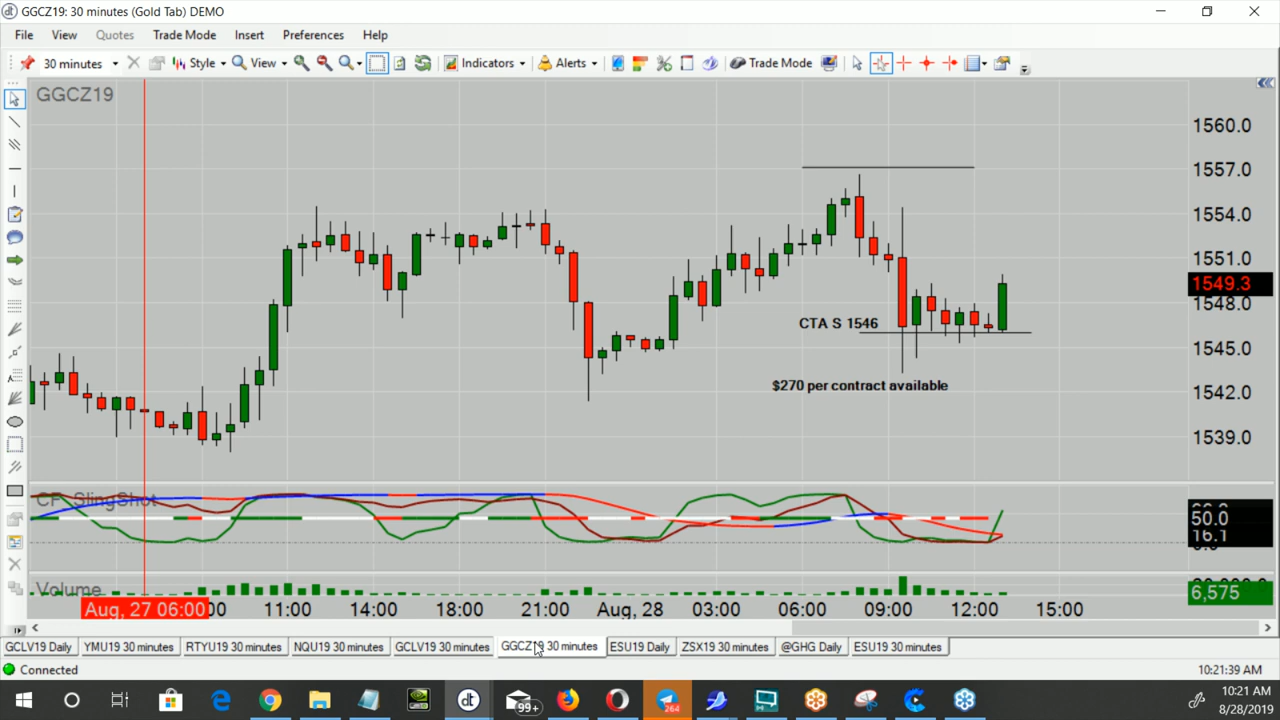 GGCZ19: 30 minutes (Gold Tab) DEMO
File View Quotes Trade Mode Insert Preferences Help
30 minutes Style View Indicators Alerts Trade Mode
GGCZ19
1560.0
1557.0
1554.0
1551.0
1549.3
1548.0
1545.0
1542.0
1539.0
CTA S 1546
$270 per contract available
CF SlingShot
50.0
16.1
Volume
6,575
Aug, 27 06:00 11:00 14:00 18:00 21:00 Aug, 28 03:00 06:00 09:00 12:00 15:00
GCLV19 Daily YMU19 30 minutes RTYU19 30 minutes NQU19 30 minutes GCLV19 30 minutes GGCZ19 30 minutes ESU19 Daily ZSX19 30 minutes @GHG Daily ESU19 30 minutes
Connected
10:21:39 AM
dt 99+ 264
10:21 AM
8/28/2019